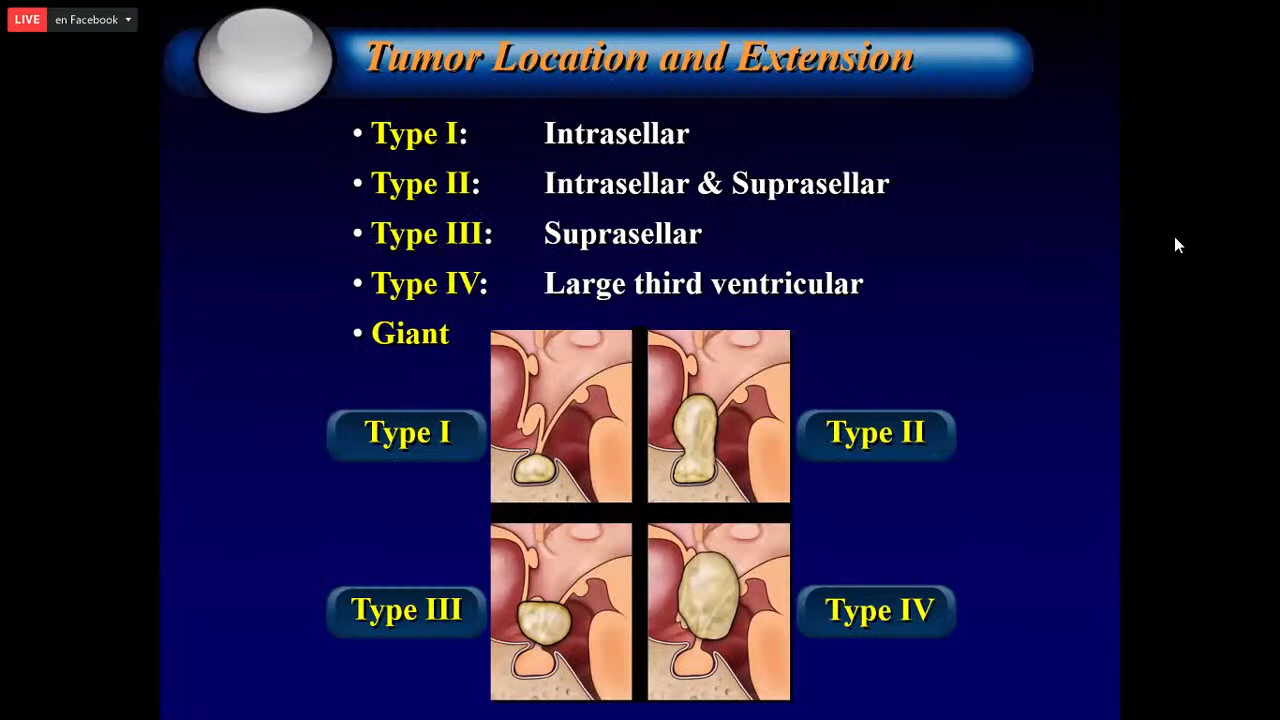 LIVE en Facebook
Tumor Location and Extension
• Type I: Intrasellar
• Type II: Intrasellar & Suprasellar
• Type III: Suprasellar
• Type IV: Large third ventricular
• Giant
Type I
Type II
Type III
Type IV